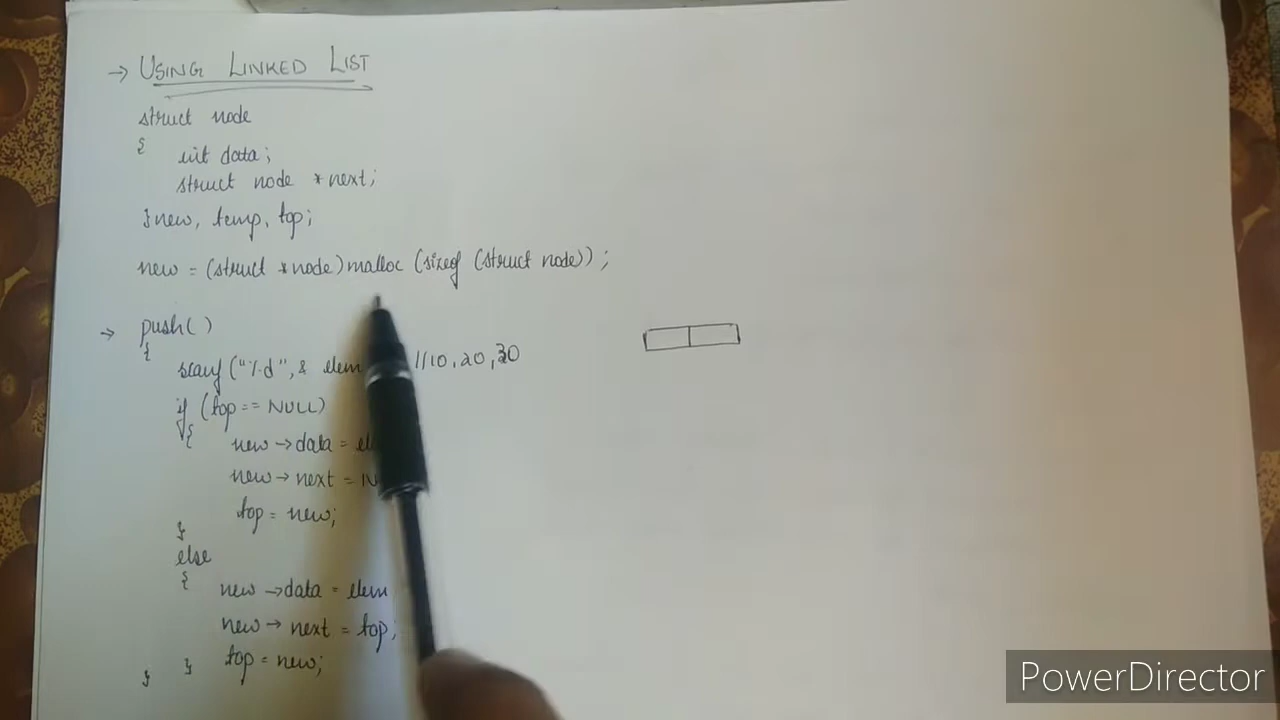 → USING LINKED LIST
struct node
{
int data;
struct node *next;
}new, temp, top;
new = (struct *node)malloc (sizeof (struct node));
→ push()
{
scanf("%d", & elem //10,20,30
if (top == NULL)
{
new→data =
new→next =
top = new;
}
else
{
new→data = elem
new→next = top;
top = new;
}
}
PowerDirector